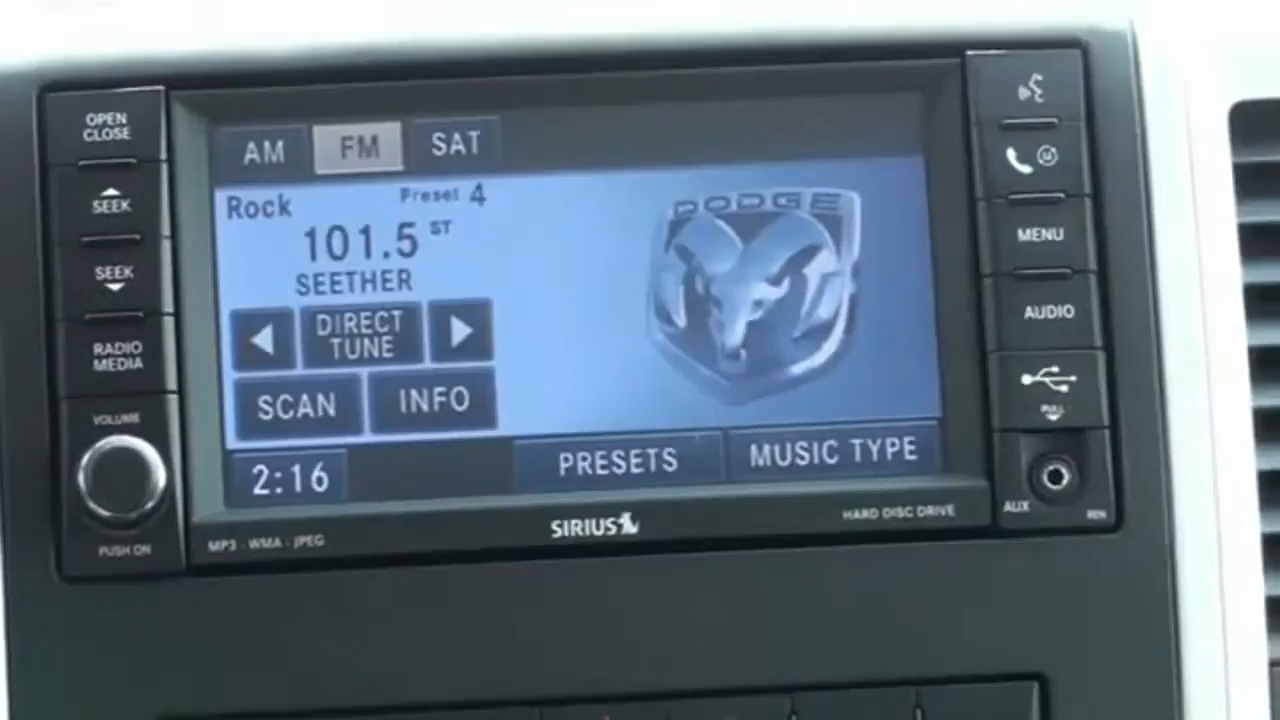 OPEN
CLOSE
SEEK
SEEK
RADIO
MEDIA
VOLUME
PUSH ON
AM FM SAT
Rock Preset 4
101.5 ST
SEETHER
DIRECT
TUNE
SCAN INFO
2:16 PRESETS MUSIC TYPE
DODGE
MP3 - WMA - JPEG SIRIUS HARD DISC DRIVE
MENU
AUDIO
PULL
AUX